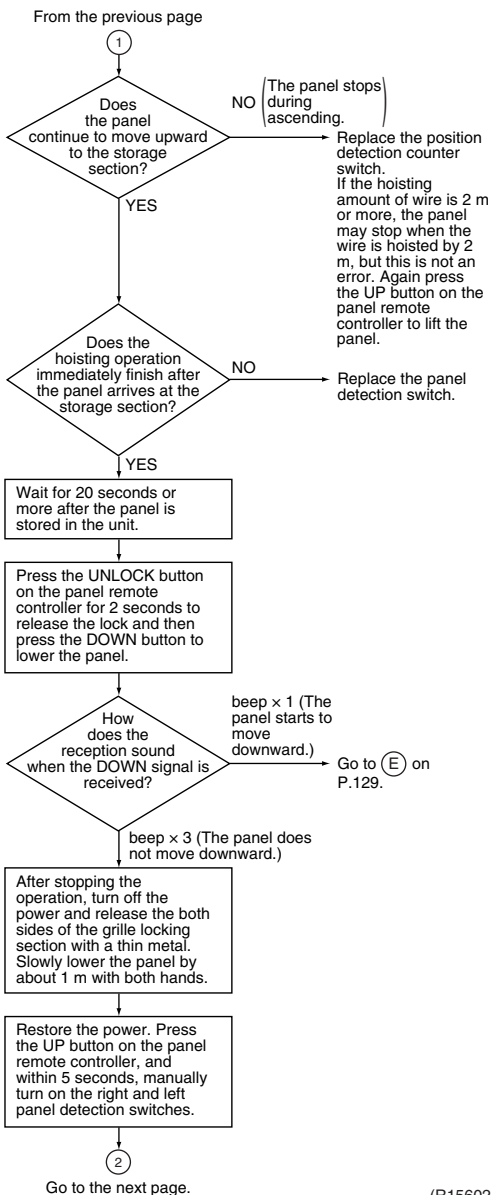 From the previous page
1
Does
the panel
continue to move upward
to the storage
section?
NO (The panel stops
during
ascending.)
Replace the position
detection counter
switch.
If the hoisting
amount of wire is 2 m
or more, the panel
may stop when the
wire is hoisted by 2
m, but this is not an
error. Again press
the UP button on the
panel remote
controller to lift the
panel.
YES
Does the
hoisting operation
immediately finish after
the panel arrives at the
storage section?
NO
Replace the panel
detection switch.
YES
Wait for 20 seconds or
more after the panel is
stored in the unit.
Press the UNLOCK button
on the panel remote
controller for 2 seconds to
release the lock and then
press the DOWN button to
lower the panel.
How
does the
reception sound
when the DOWN signal is
received?
beep × 1 (The
panel starts to
move
downward.)
Go to E on
P.129.
beep × 3 (The panel does
not move downward.)
After stopping the
operation, turn off the
power and release the both
sides of the grille locking
section with a thin metal.
Slowly lower the panel by
about 1 m with both hands.
Restore the power. Press
the UP button on the panel
remote controller, and
within 5 seconds, manually
turn on the right and left
panel detection switches.
2
Go to the next page.